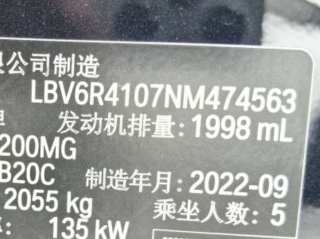 限公司制造
LBV6R4107NM474563
发动机排量: 1998 mL
200MG
B20C
制造年月: 2022-09
2055 kg
乘坐人数: 5
135 kW